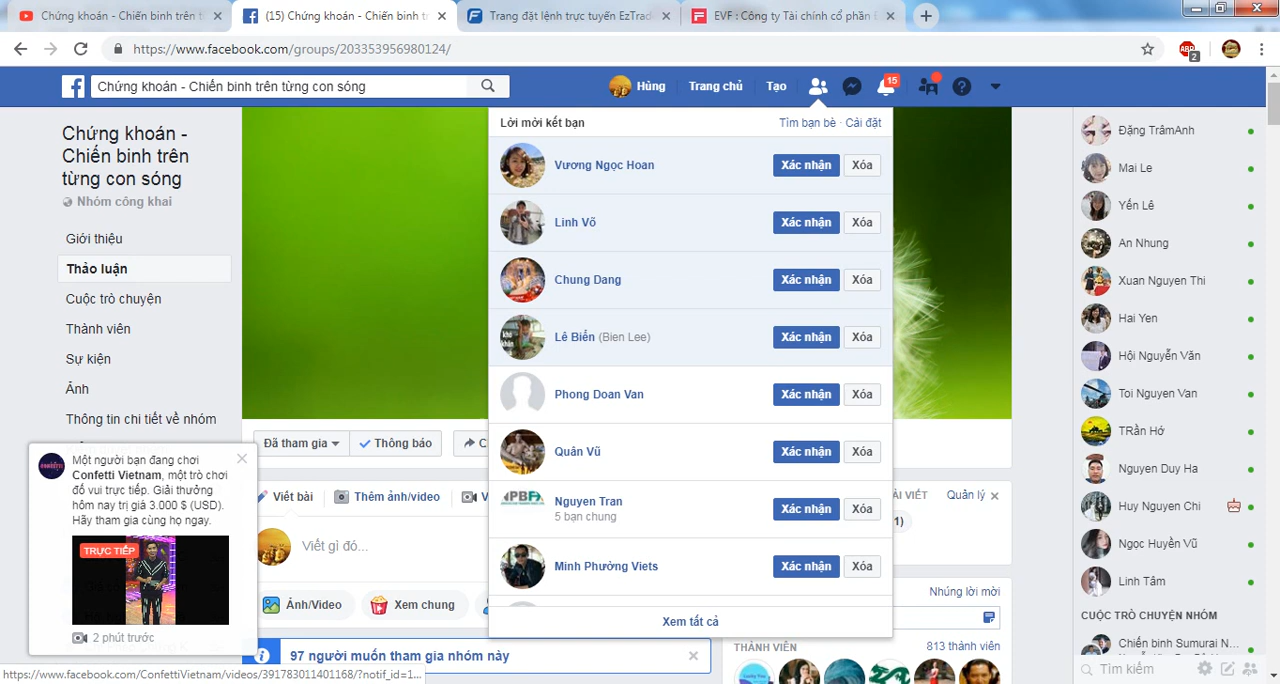 Chứng khoán - Chiến binh trên t
(15) Chứng khoán - Chiến binh tr
Trang đặt lệnh trực tuyến EzTrad
EVF : Công ty Tài chính cổ phần Đ
https://www.facebook.com/groups/203353956980124/
ABP
2
Chứng khoán - Chiến binh trên từng con sóng
Hùng
Trang chủ
Tạo
15
Chứng khoán -
Chiến binh trên
từng con sóng
Nhóm công khai
Giới thiệu
Thảo luận
Cuộc trò chuyện
Thành viên
Sự kiện
Ảnh
Thông tin chi tiết về nhóm
Lời mời kết bạn
Tìm bạn bè · Cài đặt
Vương Ngọc Hoan
Xác nhận
Xóa
Linh Võ
Xác nhận
Xóa
Chung Dang
Xác nhận
Xóa
Lê Biển (Bien Lee)
Xác nhận
Xóa
Phong Doan Van
Xác nhận
Xóa
Quân Vũ
Xác nhận
Xóa
PBF
Nguyen Tran
5 bạn chung
Xác nhận
Xóa
Minh Phường Viets
Xác nhận
Xóa
Xem tất cả
Đã tham gia
Thông báo
C
Viết bài
Thêm ảnh/video
V
Viết gì đó...
Ảnh/Video
Xem chung
97 người muốn tham gia nhóm này
Một người bạn đang chơi
Confetti Vietnam, một trò chơi
đố vui trực tiếp. Giải thưởng
hôm nay trị giá 3.000 $ (USD).
Hãy tham gia cùng họ ngay.
TRỰC TIẾP
2 phút trước
https://www.facebook.com/ConfettiVietnam/videos/391783011401168/?notif_id=1...
ÀI VIẾT
Quản lý
1)
Những lời mời
THÀNH VIÊN
813 thành viên
Đặng TrâmAnh
Mai Le
Yến Lê
An Nhung
Xuan Nguyen Thi
Hai Yen
Hội Nguyễn Văn
Toi Nguyen Van
TRần Hớ
Nguyen Duy Ha
Huy Nguyen Chi
Ngọc Huyền Vũ
Linh Tâm
CUỘC TRÒ CHUYỆN NHÓM
Chiến binh Sumurai N...
Tìm kiếm